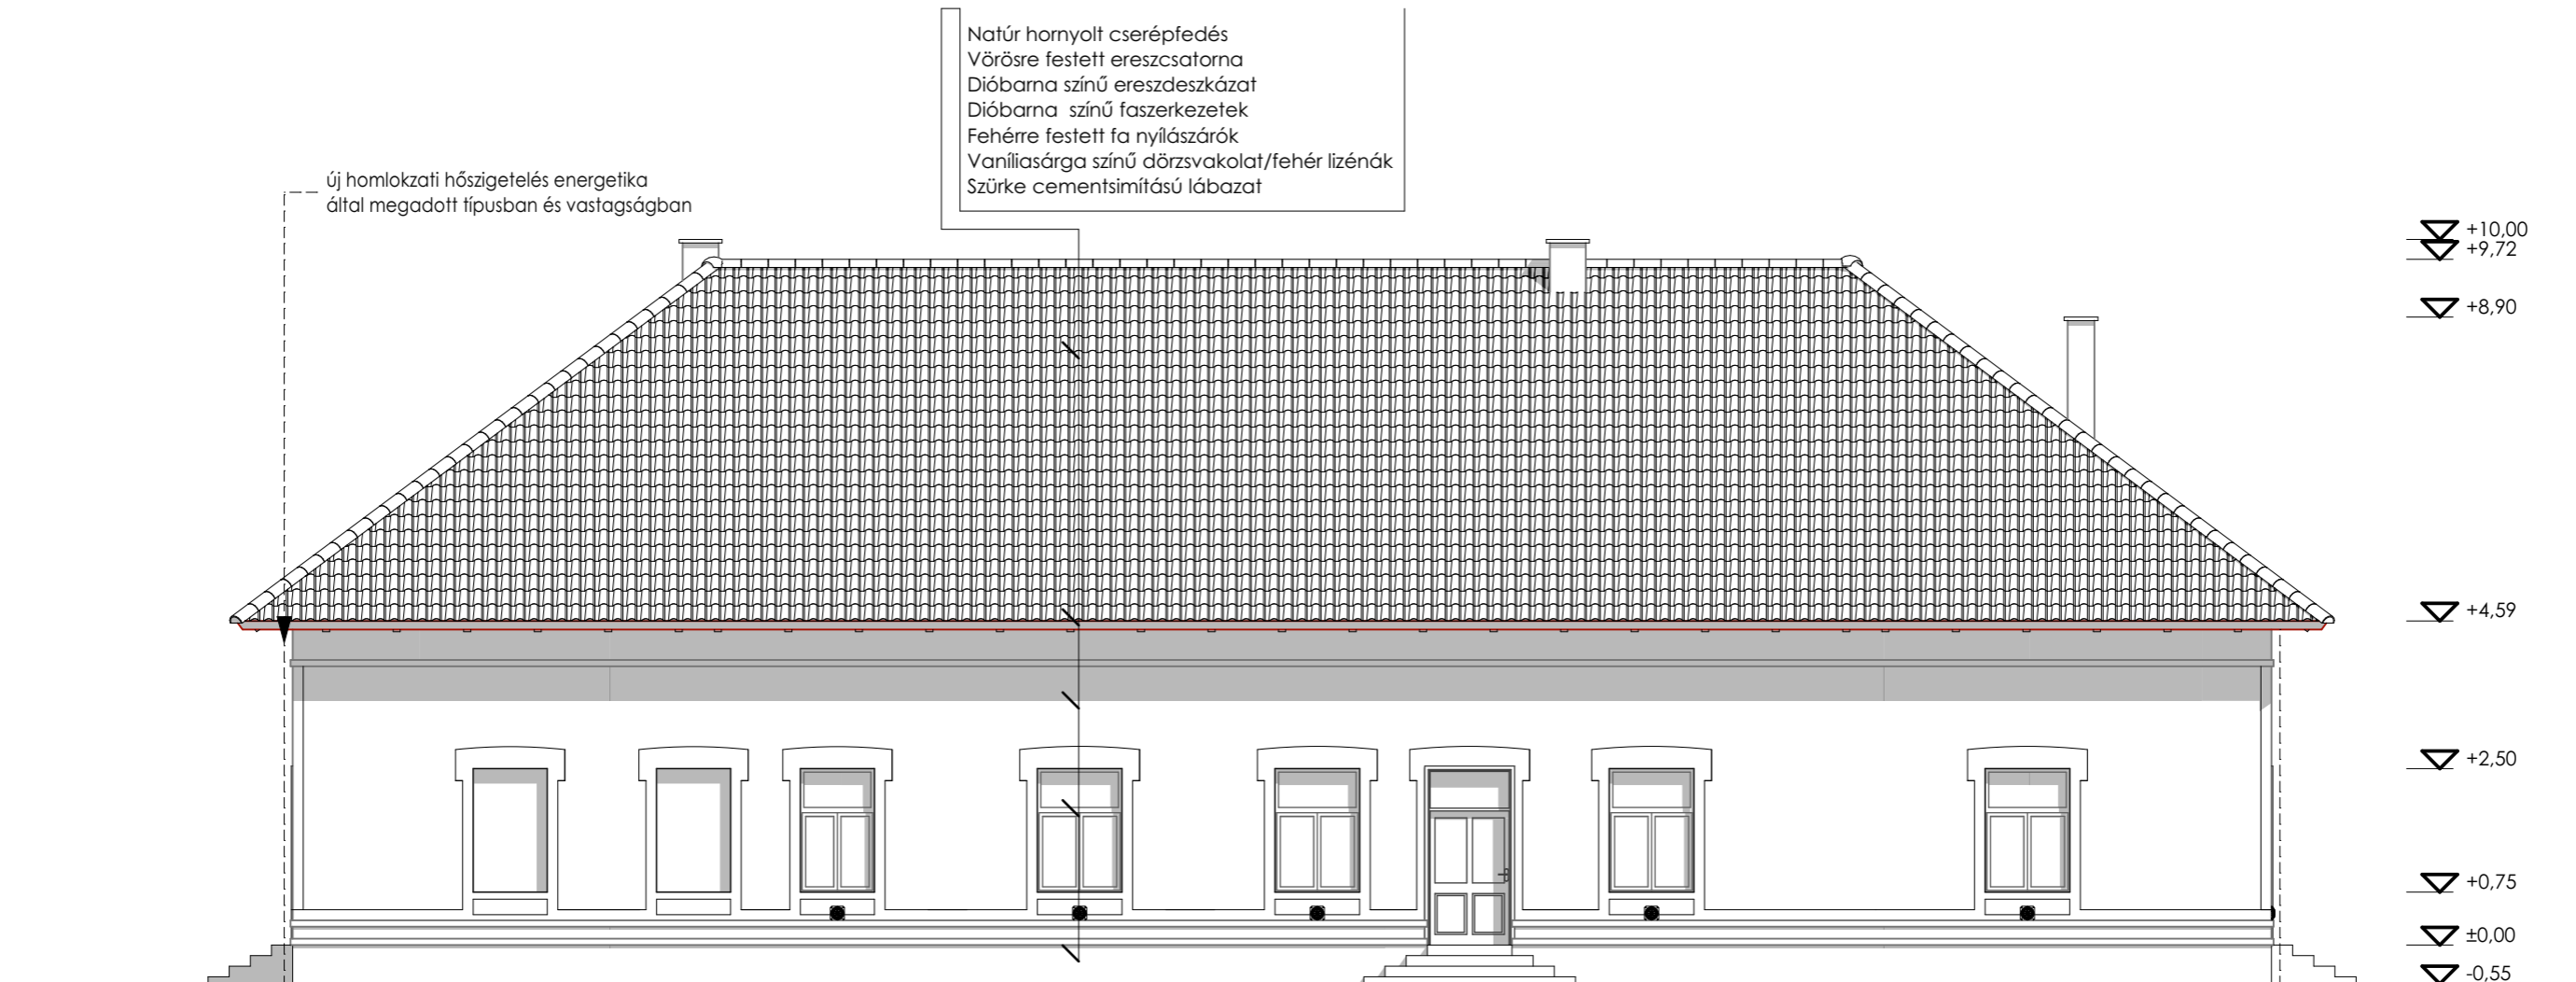 Natúr hornyolt cserépfedés
Vörösre festett ereszcsatorna
Dióbarna színű ereszdeszkázat
Dióbarna  színű faszerkezetek
Fehérre festett fa nyílászárók
Vaníliasárga színű dörzsvakolat/fehér lizénák
Szürke cementsimítású lábazat
új homlokzati hőszigetelés energetika
által megadott típusban és vastagságban
+10,00
+9,72
+8,90
+4,59
+2,50
+0,75
±0,00
-0,55